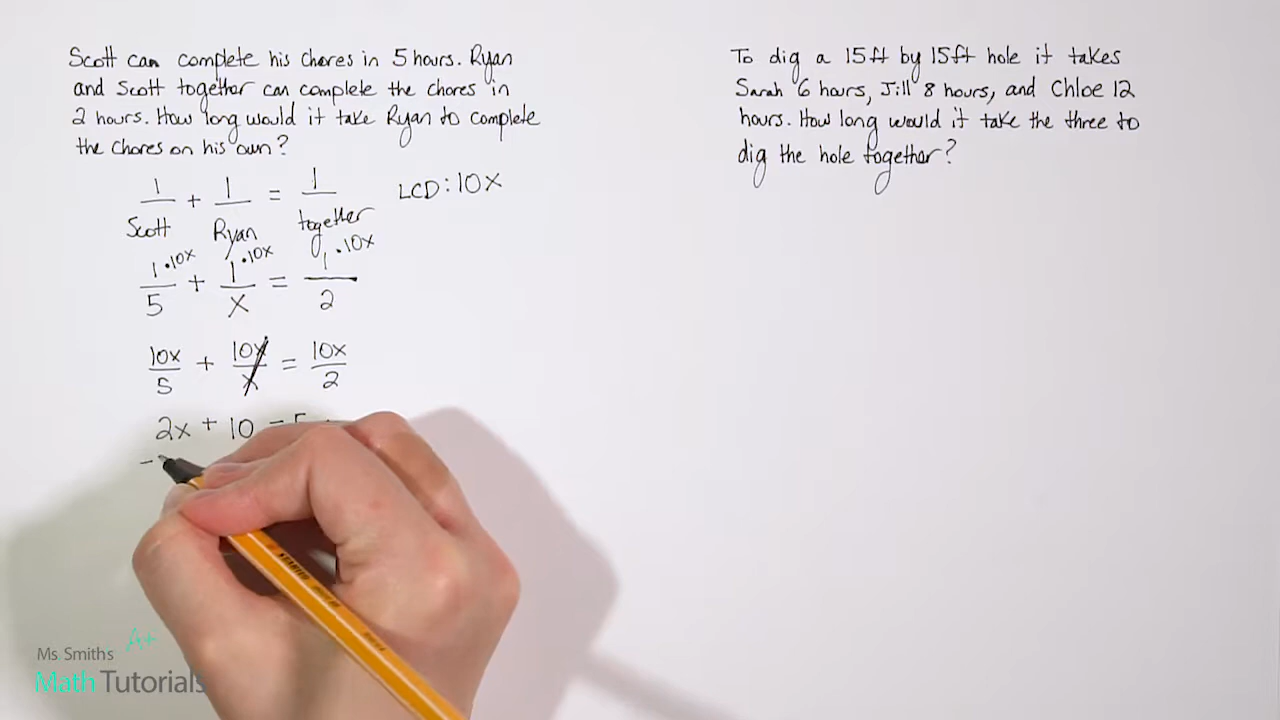 Scott can complete his chores in 5 hours. Ryan
and Scott together can complete the chores in
2 hours. How long would it take Ryan to complete
the chores on his own?
1/Scott + 1/Ryan = 1/together
LCD: 10x
1·10x/5 + 1·10x/x = 1·10x/2
10x/5 + 10x/x = 10x/2
2x + 10 = 5
-
To dig a 15ft by 15ft hole it takes
Sarah 6 hours, Jill 8 hours, and Chloe 12
hours. How long would it take the three to
dig the hole together?
Ms. Smiths A+
Math Tutorials